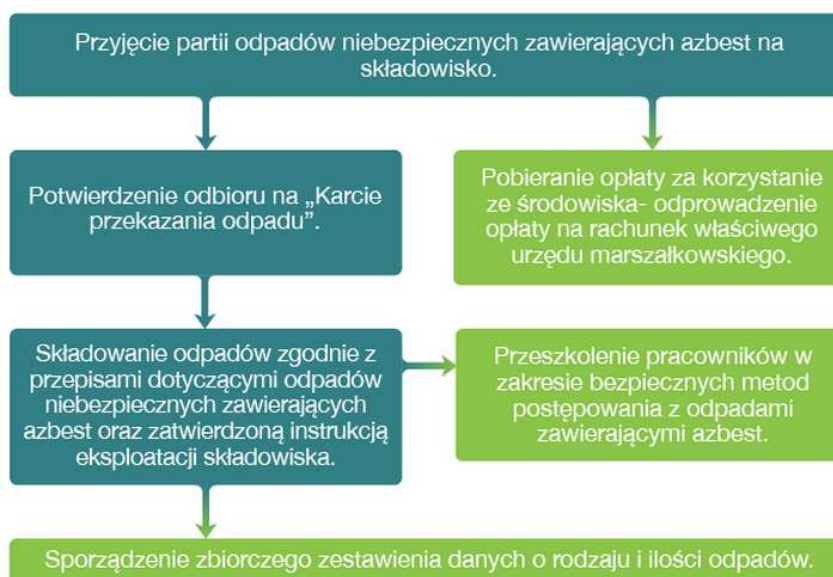 Przyjęcie partii odpadów niebezpiecznych zawierających azbest na
składowisko.
Potwierdzenie odbioru na „Karcie
przekazania odpadu”.
Pobieranie opłaty za korzystanie
ze środowiska- odprowadzenie
opłaty na rachunek właściwego
urzędu marszałkowskiego.
Składowanie odpadów zgodnie z
przepisami dotyczącymi odpadów
niebezpiecznych zawierających
azbest oraz zatwierdzoną instrukcją
eksploatacji składowiska.
Przeszkolenie pracowników w
zakresie bezpiecznych metod
postępowania z odpadami
zawierającymi azbest.
Sporządzenie zbiorczego zestawienia danych o rodzaju i ilości odpadów.